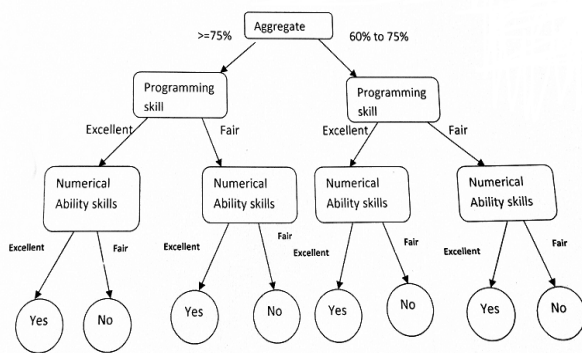 Aggregate
>=75%
60% to 75%
Programming
skill
Programming
skill
Excellent
Fair
Excellent
Fair
Numerical
Ability skills
Numerical
Ability skills
Numerical
Ability skills
Numerical
Ability skills
Excellent
Fair
Excellent
Fair
Excellent
Fair
Excellent
Fair
Yes
No
Yes
No
Yes
No
Yes
No